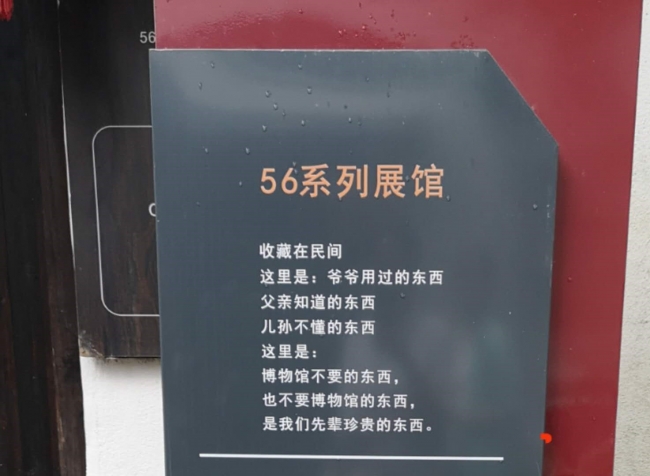 56
56系列展馆
收藏在民间
这里是：爷爷用过的东西
父亲知道的东西
儿孙不懂的东西
这里是：
博物馆不要的东西，
也不要博物馆的东西，
是我们先辈珍贵的东西。